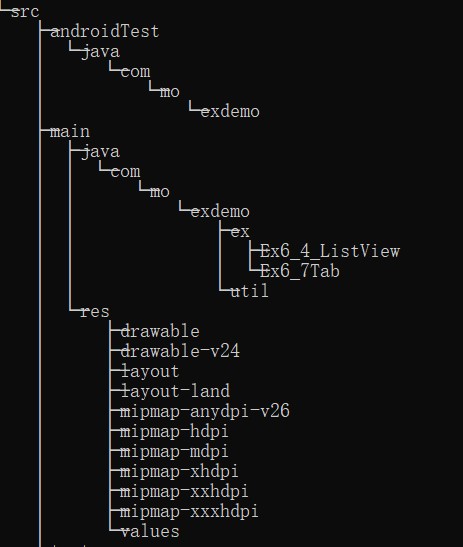 src
androidTest
java
com
mo
exdemo
main
java
com
mo
exdemo
ex
Ex6_4_ListView
Ex6_7Tab
util
res
drawable
drawable-v24
layout
layout-land
mipmap-anydpi-v26
mipmap-hdpi
mipmap-mdpi
mipmap-xhdpi
mipmap-xxhdpi
mipmap-xxxhdpi
values